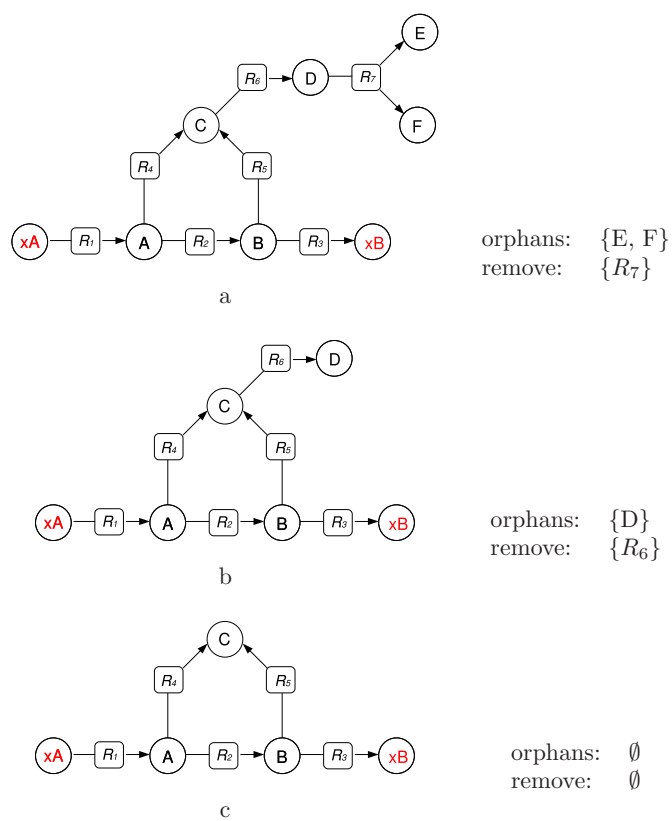 E
R6
D
R7
C
F
R4
R5
xA
R1
A
R2
B
R3
xB
orphans: {E, F}
remove: {R7}
a
R6
D
C
R4
R5
xA
R1
A
R2
B
R3
xB
orphans: {D}
remove: {R6}
b
C
R4
R5
xA
R1
A
R2
B
R3
xB
orphans: ∅
remove: ∅
c